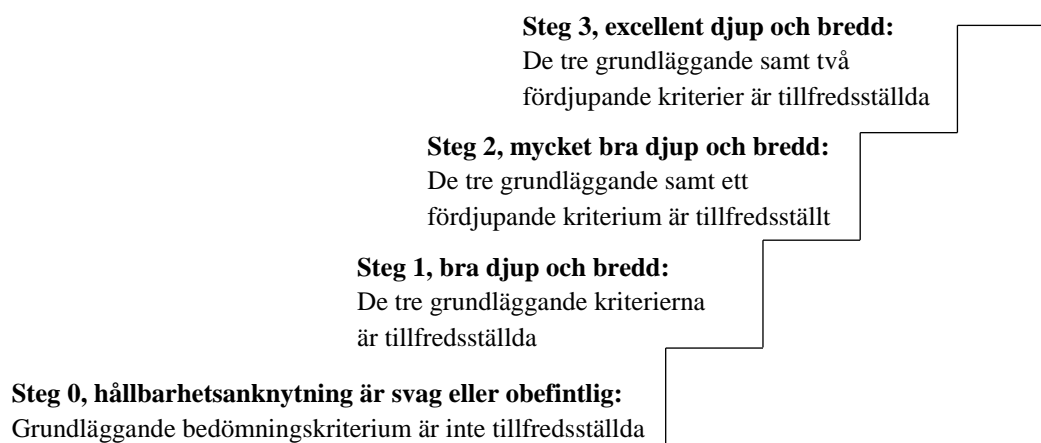 Steg 3, excellent djup och bredd:
De tre grundläggande samt två
fördjupande kriterier är tillfredsställda
Steg 2, mycket bra djup och bredd:
De tre grundläggande samt ett
fördjupande kriterium är tillfredsställt
Steg 1, bra djup och bredd:
De tre grundläggande kriterierna
är tillfredsställda
Steg 0, hållbarhetsanknytning är svag eller obefintlig:
Grundläggande bedömningskriterium är inte tillfredsställda